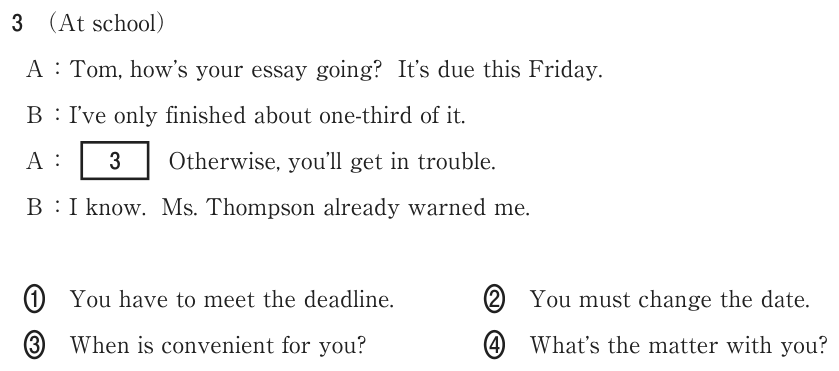 3 （At school）
A：Tom, how's your essay going? It's due this Friday.
B：I've only finished about one-third of it.
A： 3 Otherwise, you'll get in trouble.
B：I know. Ms. Thompson already warned me.
① You have to meet the deadline. ② You must change the date.
③ When is convenient for you? ④ What's the matter with you?